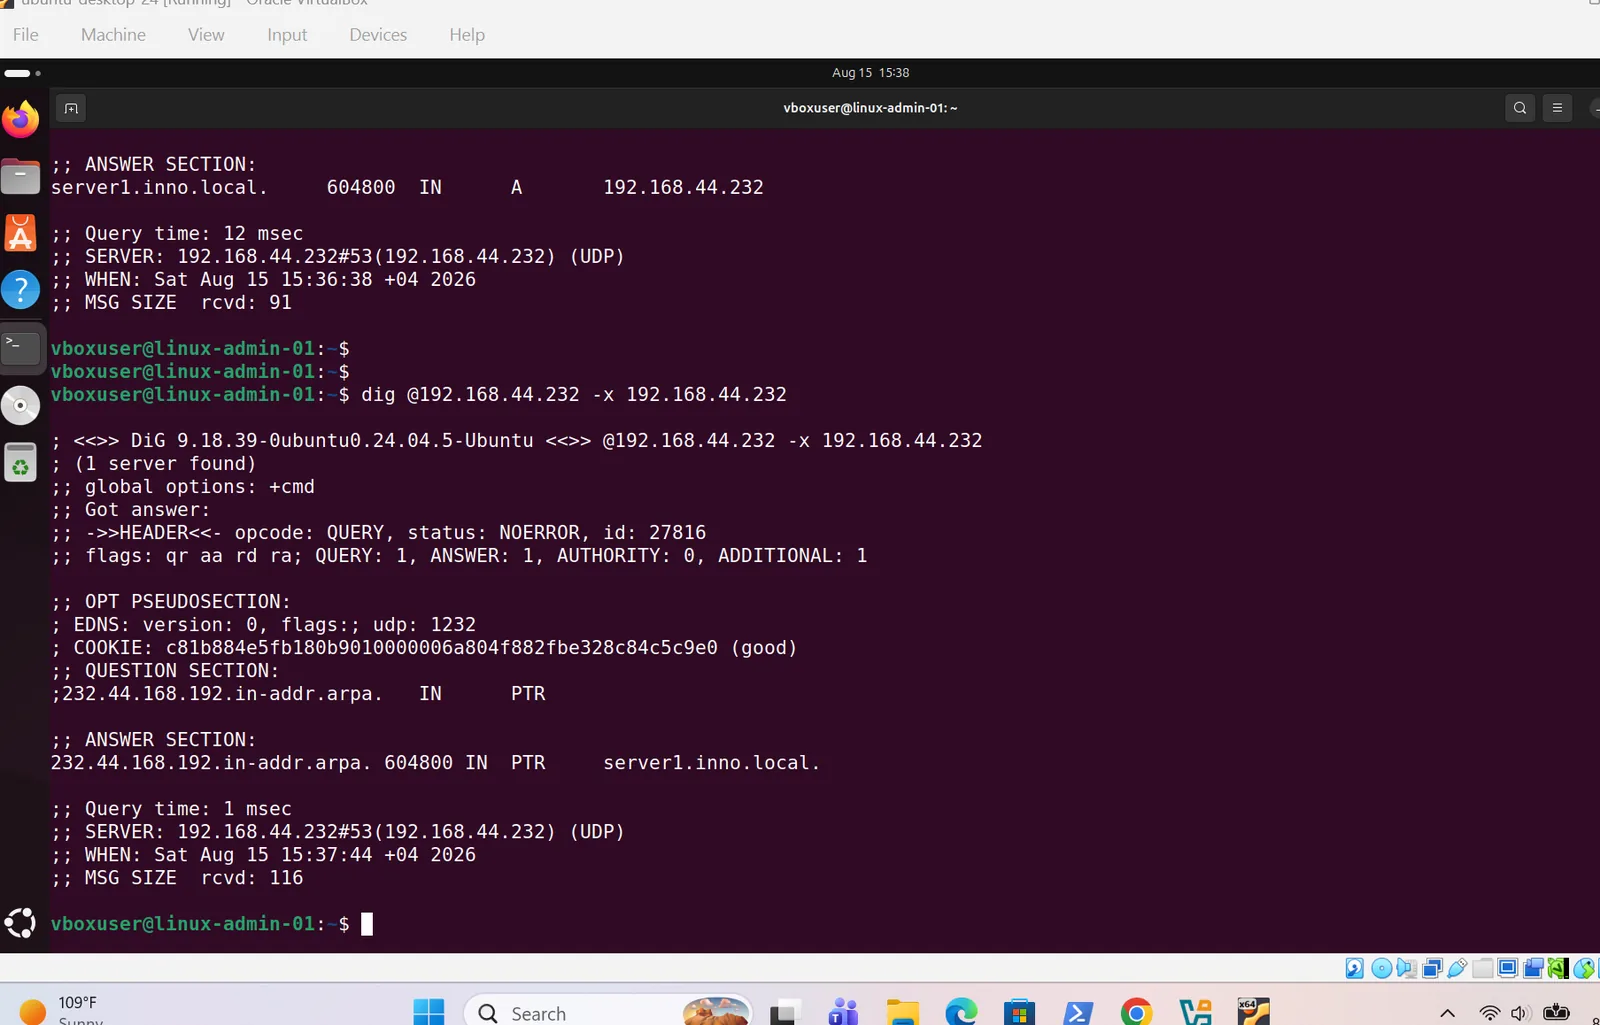 ubuntu-desktop-24 [Running] - Oracle VirtualBox
File Machine View Input Devices Help
Aug 15 15:38
vboxuser@linux-admin-01: ~
;; ANSWER SECTION:
server1.inno.local. 604800 IN A 192.168.44.232
;; Query time: 12 msec
;; SERVER: 192.168.44.232#53(192.168.44.232) (UDP)
;; WHEN: Sat Aug 15 15:36:38 +04 2026
;; MSG SIZE rcvd: 91
vboxuser@linux-admin-01:~$
vboxuser@linux-admin-01:~$
vboxuser@linux-admin-01:~$ dig @192.168.44.232 -x 192.168.44.232
; <<>> DiG 9.18.39-0ubuntu0.24.04.5-Ubuntu <<>> @192.168.44.232 -x 192.168.44.232
; (1 server found)
;; global options: +cmd
;; Got answer:
;; ->>HEADER<<- opcode: QUERY, status: NOERROR, id: 27816
;; flags: qr aa rd ra; QUERY: 1, ANSWER: 1, AUTHORITY: 0, ADDITIONAL: 1
;; OPT PSEUDOSECTION:
; EDNS: version: 0, flags:; udp: 1232
; COOKIE: c81b884e5fb180b9010000006a804f882fbe328c84c5c9e0 (good)
;; QUESTION SECTION:
;232.44.168.192.in-addr.arpa. IN PTR
;; ANSWER SECTION:
232.44.168.192.in-addr.arpa. 604800 IN PTR server1.inno.local.
;; Query time: 1 msec
;; SERVER: 192.168.44.232#53(192.168.44.232) (UDP)
;; WHEN: Sat Aug 15 15:37:44 +04 2026
;; MSG SIZE rcvd: 116
vboxuser@linux-admin-01:~$
109°F
Sunny
Search
x64